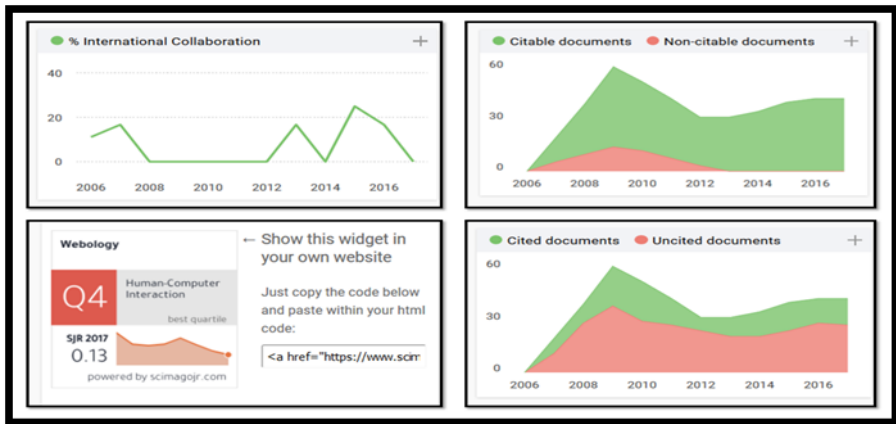 % International Collaboration
40
20
0
2006 2008 2010 2012 2014 2016
Citable documents Non-citable documents
60
30
0
2006 2008 2010 2012 2014 2016
Webology
Q4
Human-Computer
Interaction
best quartile
SJR 2017
0.13
powered by scimagojr.com
← Show this widget in
your own website
Just copy the code below
and paste within your html
code:
<a href="https://www.scim
Cited documents Uncited documents
60
30
0
2006 2008 2010 2012 2014 2016